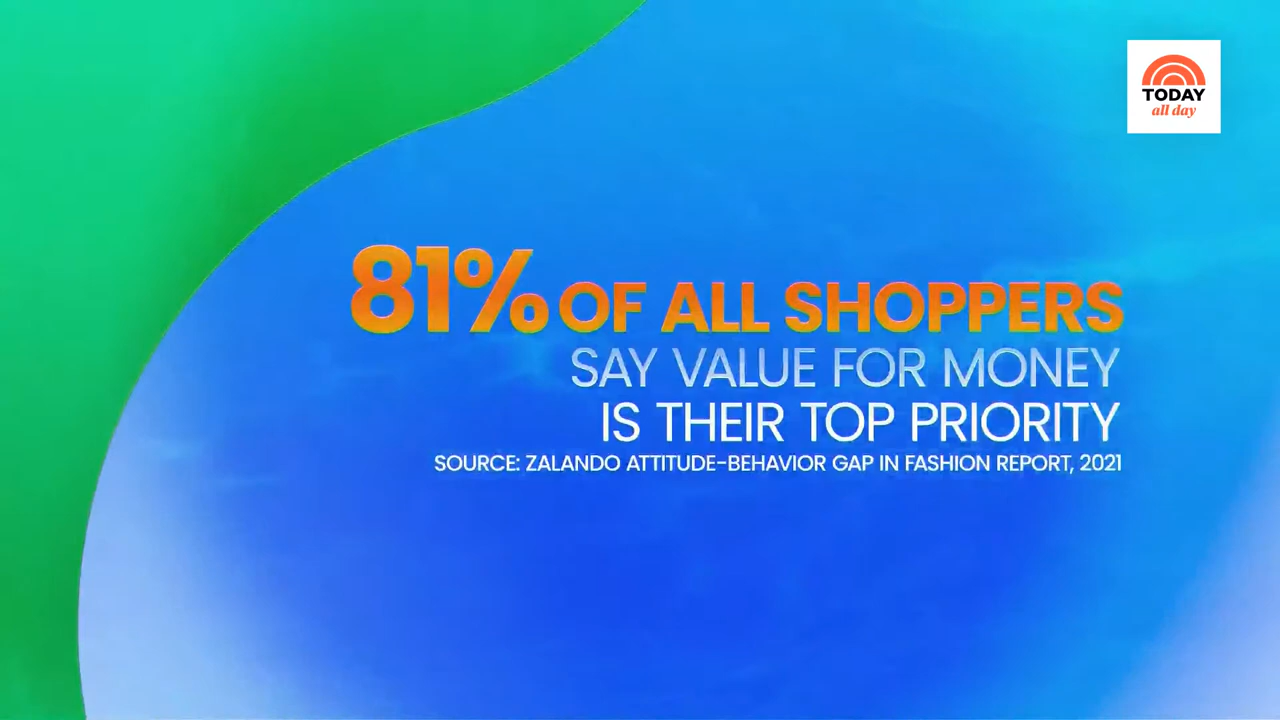 TODAY
all day
81% OF ALL SHOPPERS
SAY VALUE FOR MONEY
IS THEIR TOP PRIORITY
SOURCE: ZALANDO ATTITUDE-BEHAVIOR GAP IN FASHION REPORT, 2021